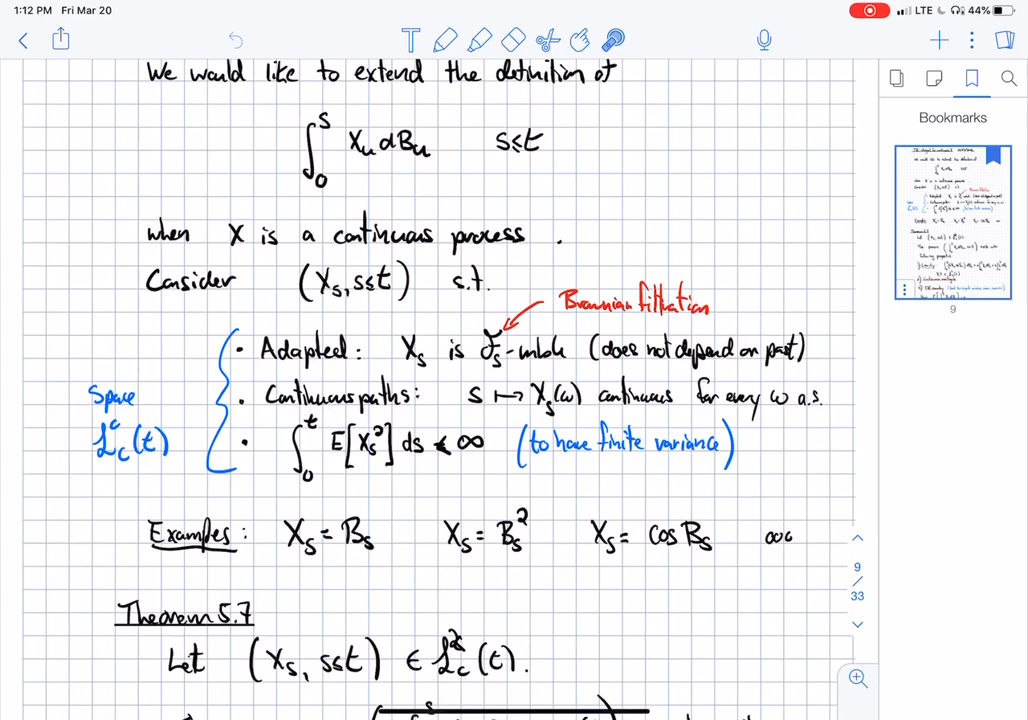 1:12 PM Fri Mar 20
LTE 44%
We would like to extend the definition of
∫₀ˢ Xᵤ dBᵤ s≤t
when X is a continuous process .
Consider (Xₛ, s≤t) s.t.
Brownian filtration
• Adapted: Xₛ is ℱₛ-mble (does not depend on past)
• Continuous paths: s ↦ Xₛ(ω) continuous for every ω a.s.
Space
ℒ_c(t)
• ∫₀ᵗ E[Xₛ²] ds < ∞ (to have finite variance)
Examples: Xₛ = Bₛ Xₛ = Bₛ² Xₛ = cos Bₛ
Theorem 5.7
Let (Xₛ, s≤t) ∈ ℒ²_c(t).
Bookmarks
9
9
/
33